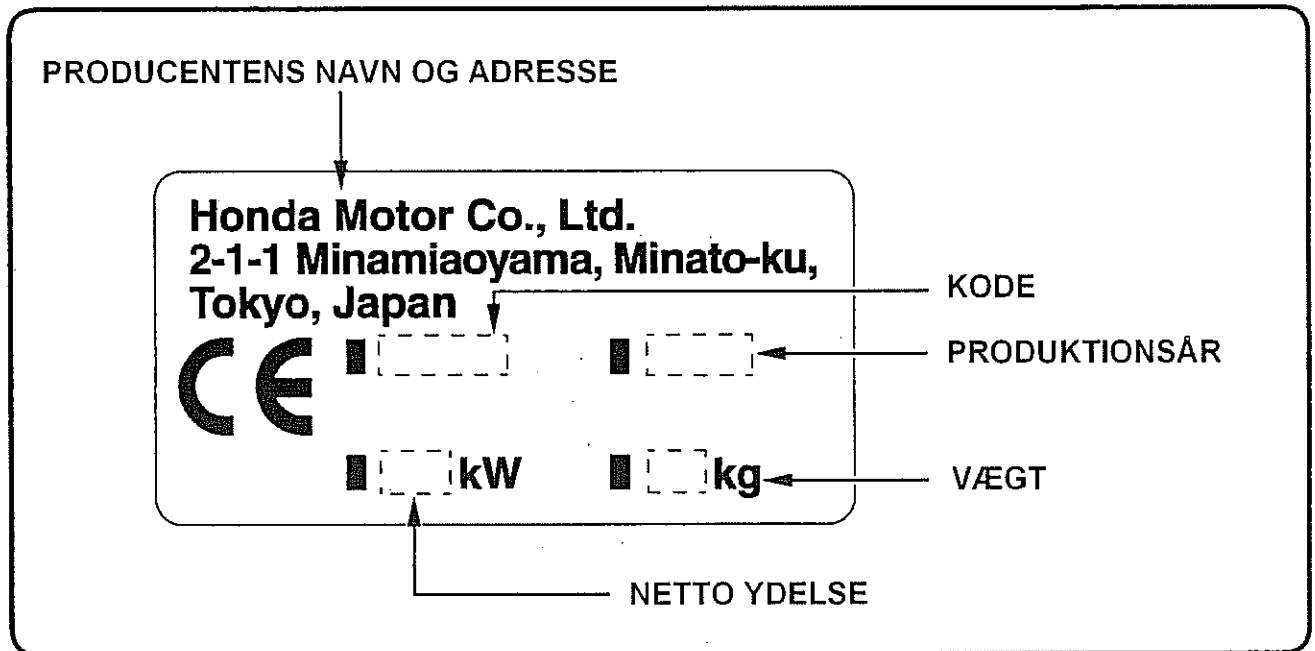 PRODUCENTENS NAVN OG ADRESSE
Honda Motor Co., Ltd.
2-1-1 Minamiaoyama, Minato-ku,
Tokyo, Japan
KODE
CE
PRODUKTIONSÅR
kW
kg
VÆGT
NETTO YDELSE